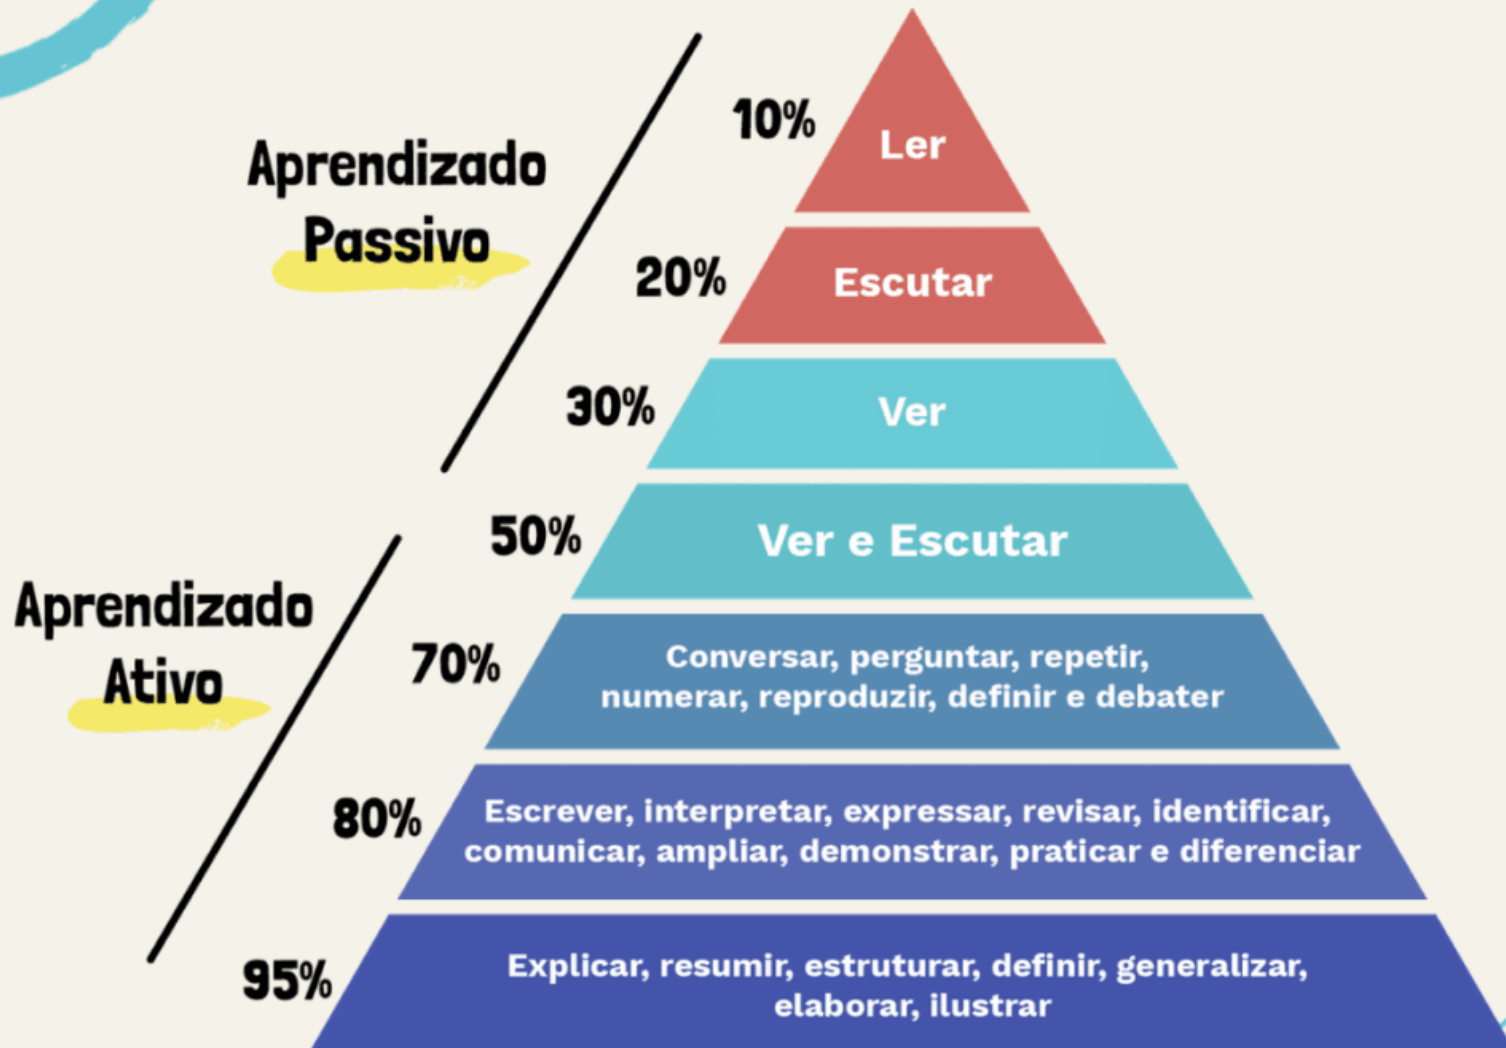 10%
Ler
Aprendizado
Passivo
20%
Escutar
30%
Ver
50%
Ver e Escutar
Aprendizado
Ativo
70%
Conversar, perguntar, repetir,
numerar, reproduzir, definir e debater
80%
Escrever, interpretar, expressar, revisar, identificar,
comunicar, ampliar, demonstrar, praticar e diferenciar
95%
Explicar, resumir, estruturar, definir, generalizar,
elaborar, ilustrar